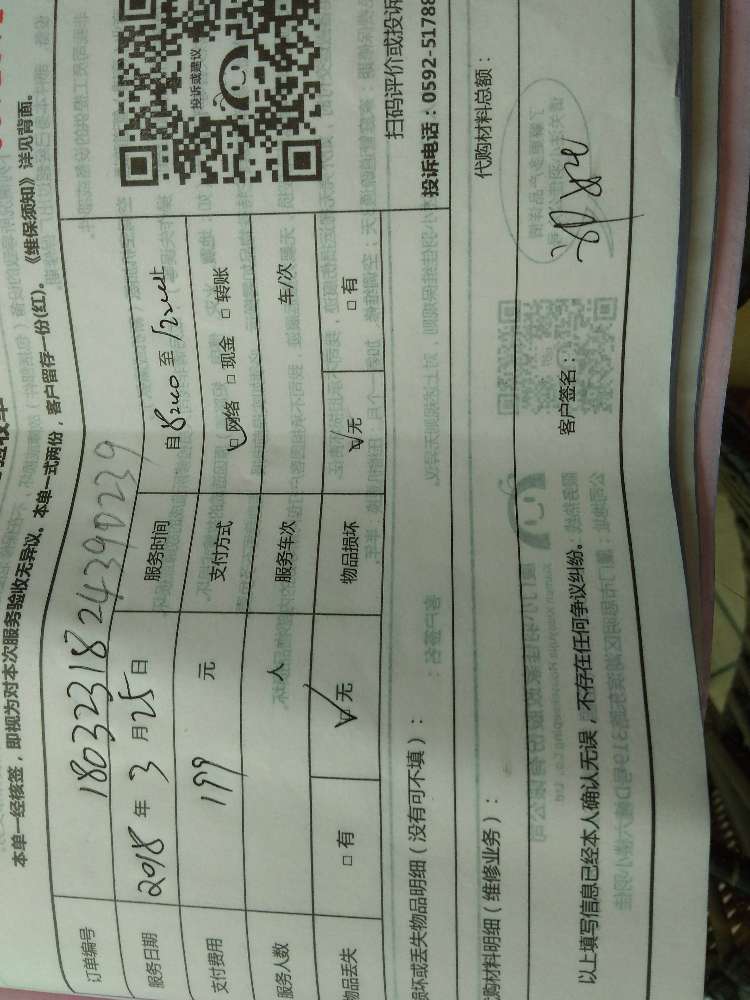 本单一经核签，即视为对本次服务验收无异议。本单一式两份，客户留存一份(红)。《维保须知》详见背面。
订单编号 180323182439 0239
服务日期 2018 年 3 月 25 日 服务时间 自 8:00 至 12:00止
支付费用 199 元 支付方式 网络 □ 现金 □ 转账
服务人数 人 服务车次 车/次
物品丢失 □ 有 □ 无 物品损坏 □ 无 □ 有
投诉或建议
扫码评价或投诉
投诉电话：0592-51788
损坏或丢失物品明细（没有可不填）：
购材料明细（维修业务）：
代购材料总额：
以上填写信息已经本人确认无误，不存在任何争议纠纷。
客户签名：